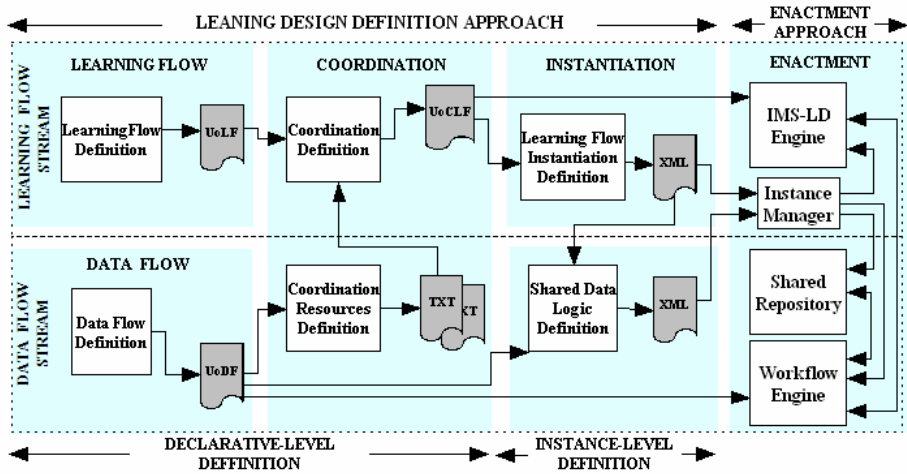 LEANING DESIGN DEFINITION APPROACH
ENACTMENT
APPROACH
LEARNING FLOW
STREAM
LEARNING FLOW
COORDINATION
INSTANTIATION
ENACTMENT
LearningFlow
Definition
UoLF
Coordination
Definition
UoCLF
Learning Flow
Instantiation
Definition
XML
IMS-LD
Engine
Instance
Manager
DATA FLOW
STREAM
DATA FLOW
Data Flow
Definition
UoDF
Coordination
Resources
Definition
TXT
XT
Shared Data
Logic
Definition
XML
Shared
Repository
Workflow
Engine
DECLARATIVE-LEVEL
DEFFINITION
INSTANCE-LEVEL
DEFINITION